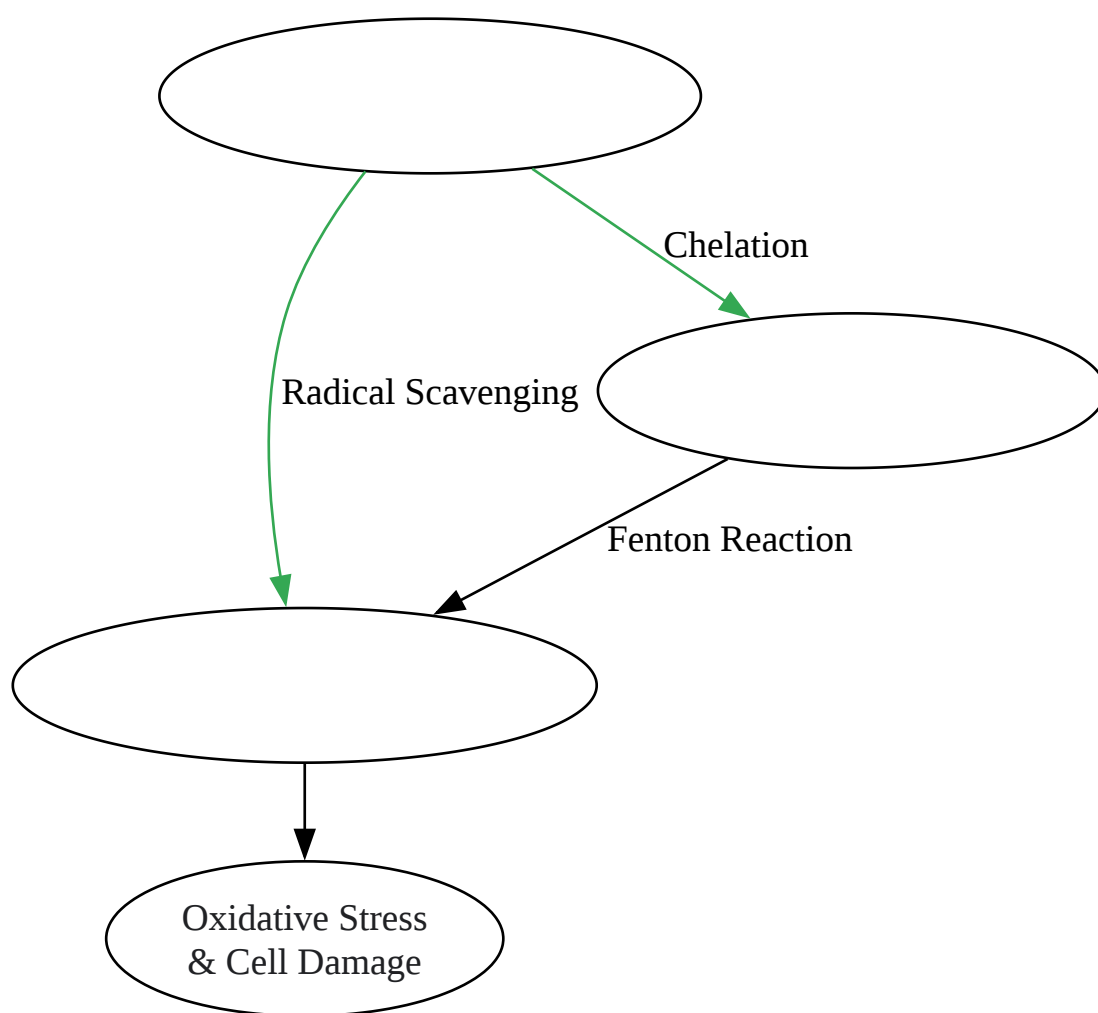 Chelation
Radical Scavenging
Fenton Reaction
Oxidative Stress
& Cell Damage